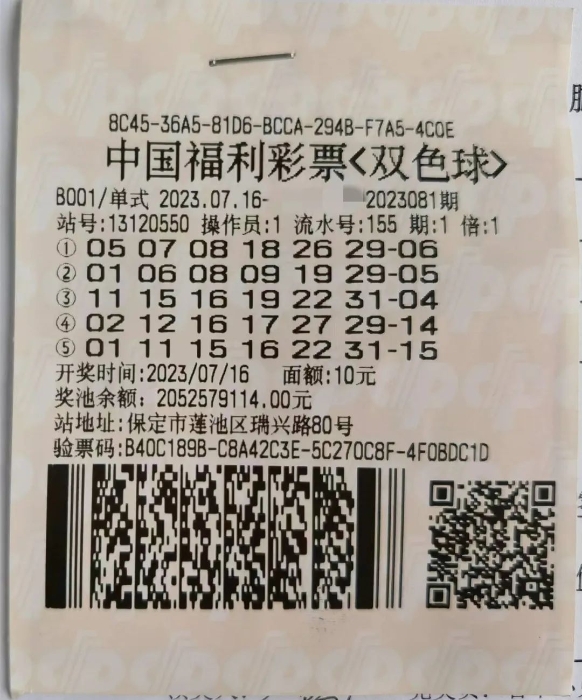 8C45-36A5-81D6-BCCA-294B-F7A5-4C0E
中国福利彩票<双色球>
B001/单式 2023.07.16- 2023081期
站号:13120550 操作员:1 流水号:155 期:1 倍:1
① 05 07 08 18 26 29-06
② 01 06 08 09 19 29-05
③ 11 15 16 19 22 31-04
④ 02 12 16 17 27 29-14
⑤ 01 11 15 16 22 31-15
开奖时间:2023/07/16 面额:10元
奖池余额: 2052579114.00元
站地址:保定市莲池区瑞兴路80号
验票码:B40C189B-C8A42C3E-5C270C8F-4F0BDC1D